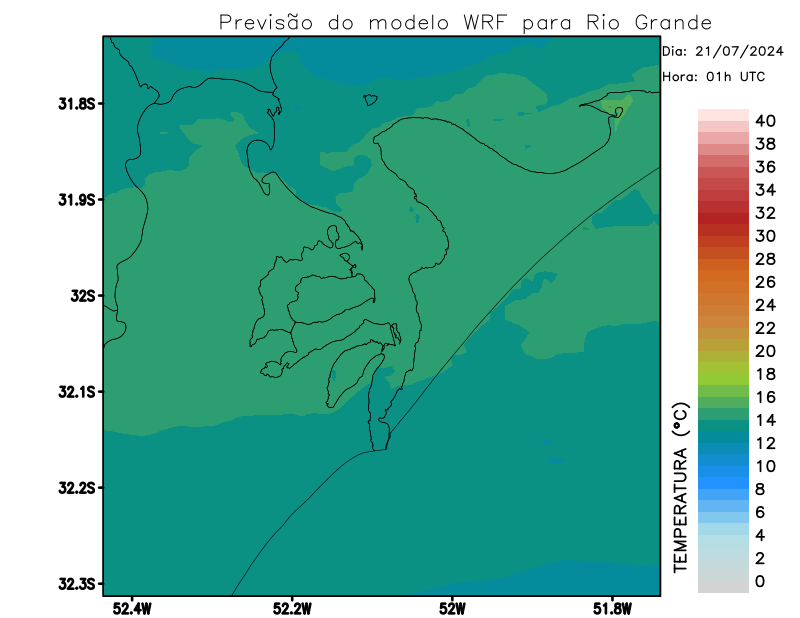 Previsão do modelo WRF para Rio Grande
Dia: 21/07/2024
Hora: 01h UTC
31.8S
31.9S
32S
32.1S
32.2S
32.3S
52.4W
52.2W
52W
51.8W
TEMPERATURA (°C)
40
38
36
34
32
30
28
26
24
22
20
18
16
14
12
10
8
6
4
2
0